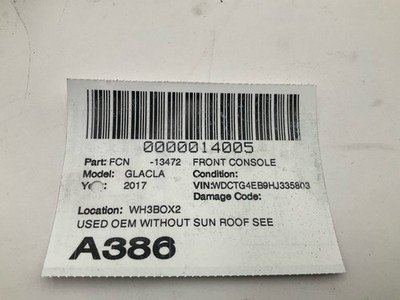 0000014005
Part: FCN -13472 FRONT CONSOLE
Model: GLACLA Condition:
2017 VIN:WDCTG4EB9HJ335803
Damage Code:
Location: WH3BOX2
USED OEM WITHOUT SUN ROOF SEE
A386